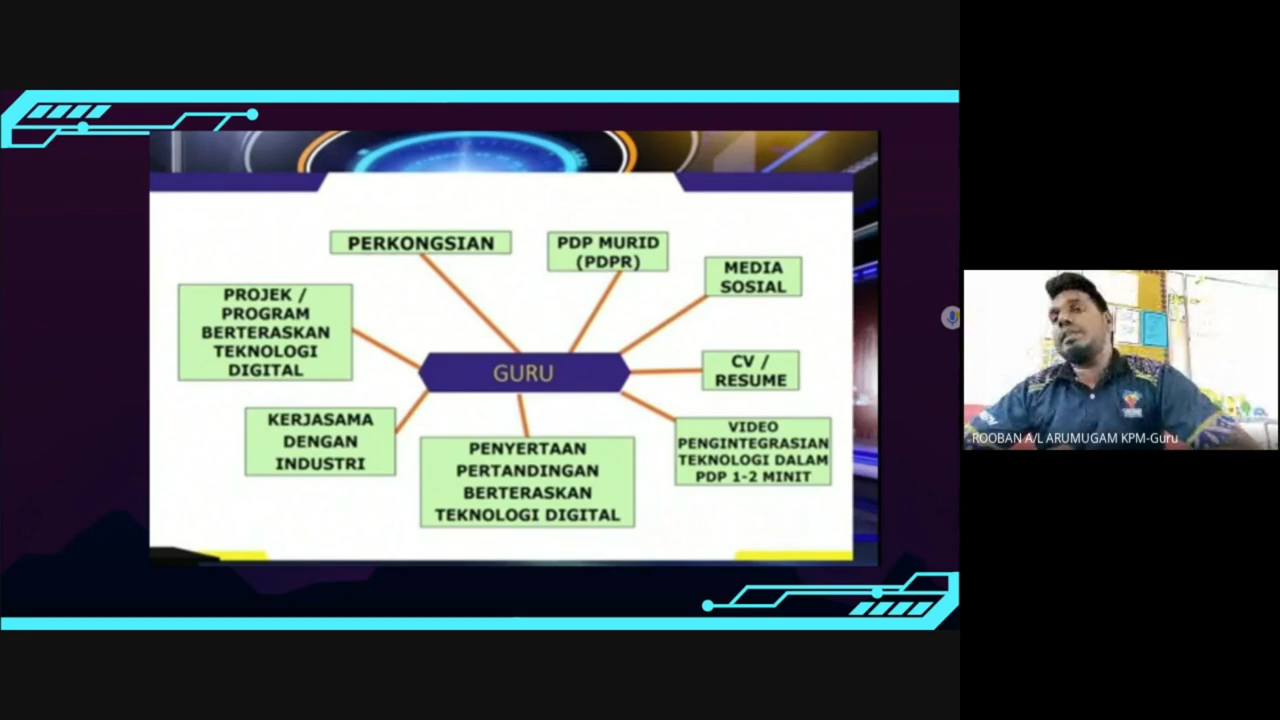 PERKONGSIAN
PDP MURID
(PDPR)
MEDIA
SOSIAL
PROJEK /
PROGRAM
BERTERASKAN
TEKNOLOGI
DIGITAL
GURU
CV /
RESUME
KERJASAMA
DENGAN
INDUSTRI
PENYERTAAN
PERTANDINGAN
BERTERASKAN
TEKNOLOGI DIGITAL
VIDEO
PENGINTEGRASIAN
TEKNOLOGI DALAM
PDP 1-2 MINIT
ROOBAN A/L ARUMUGAM KPM-Guru